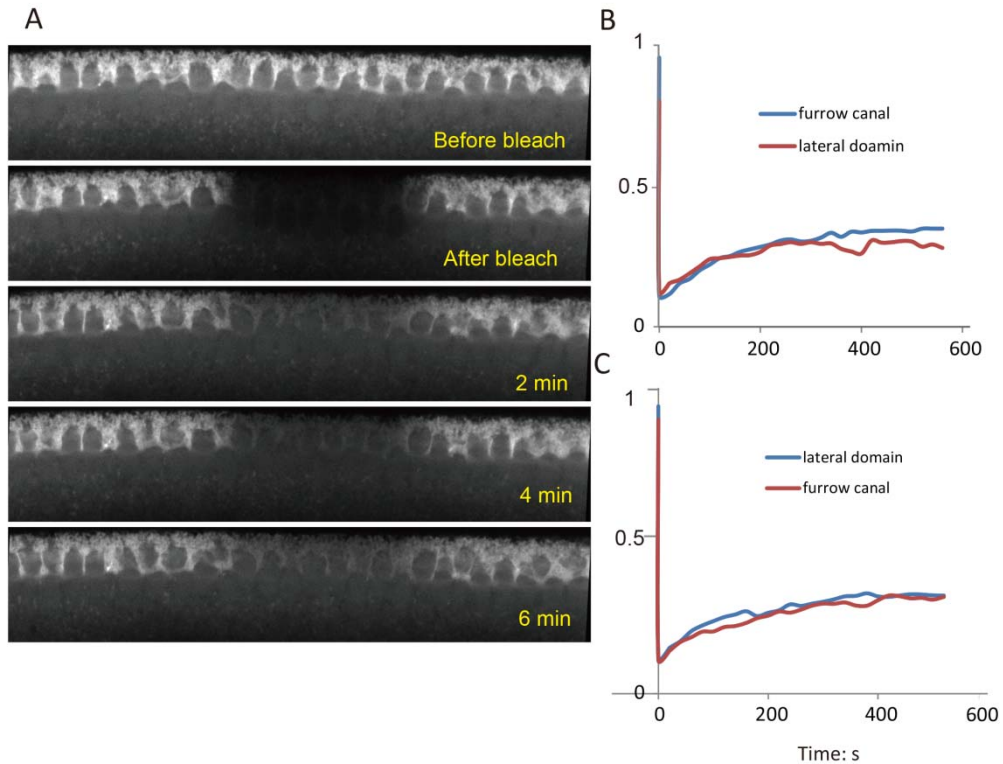 A
Before bleach
After bleach
2 min
4 min
6 min
B
1
0.5
0
furrow canal
lateral doamin
0
200
400
600
C
1
0.5
0
lateral domain
furrow canal
0
200
400
600
Time: s